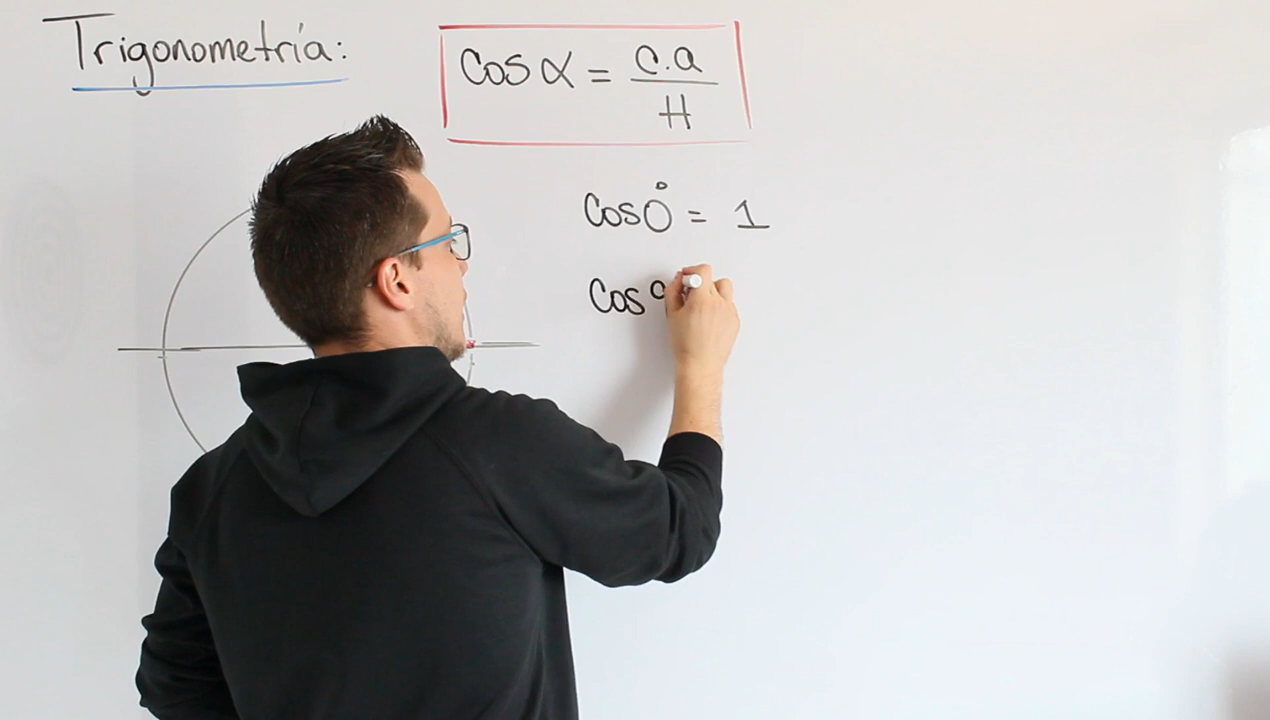 Trigonometría:
Cos α = c.a / H
Cos 0° = 1
Cos 9